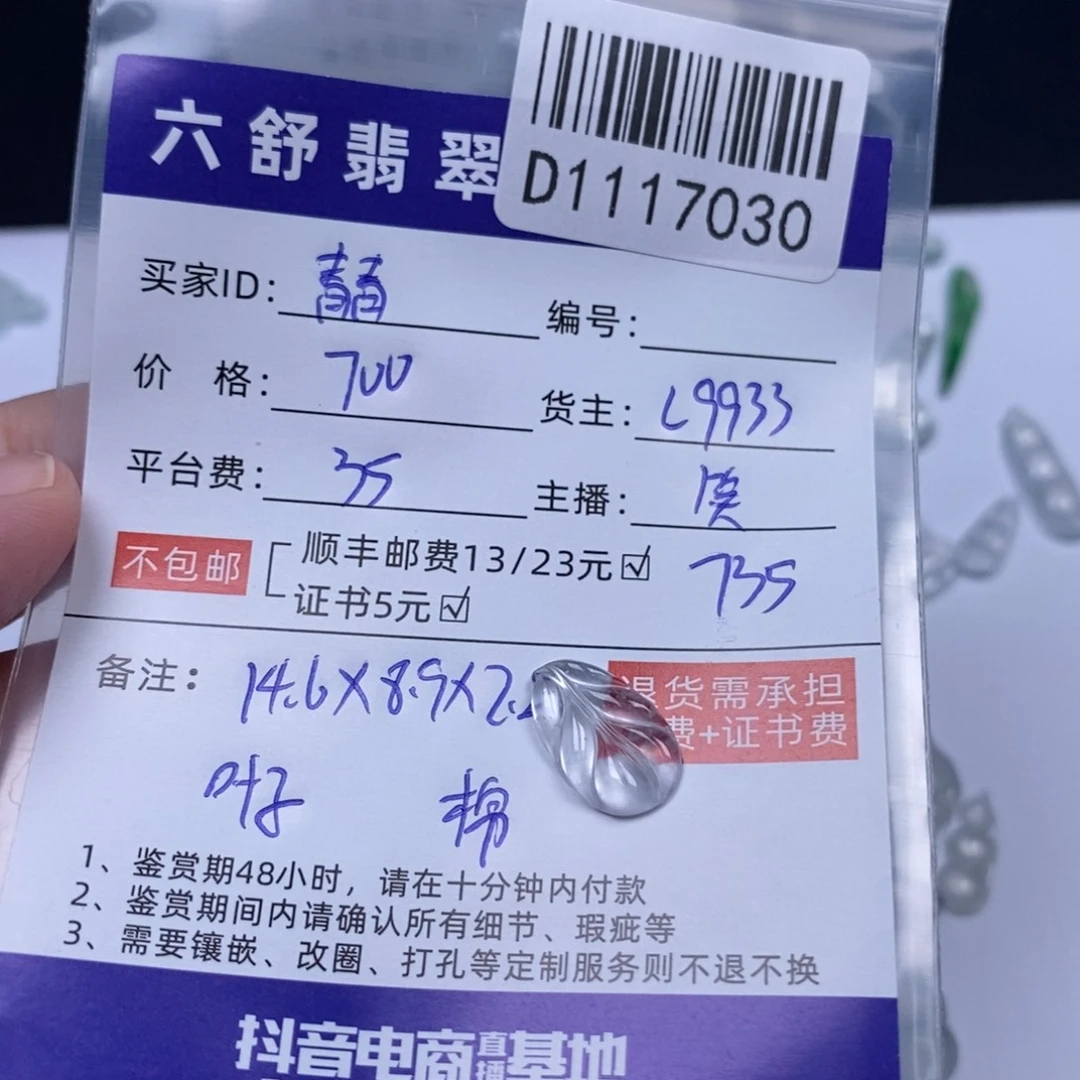 六舒翡翠
D1117030
买家ID: 青青 编号:
价 格: 700 货主: L9933
平台费: 35 主播:
不包邮 顺丰邮费13/23元☑ 735
证书5元☑
备注: 14.6X8.9X2. 退货需承担
费+证书费
叶子 棉
1、鉴赏期48小时，请在十分钟内付款
2、鉴赏期间内请确认所有细节、瑕疵等
3、需要镶嵌、改圈、打孔等定制服务则不退不换
抖音电商直播基地